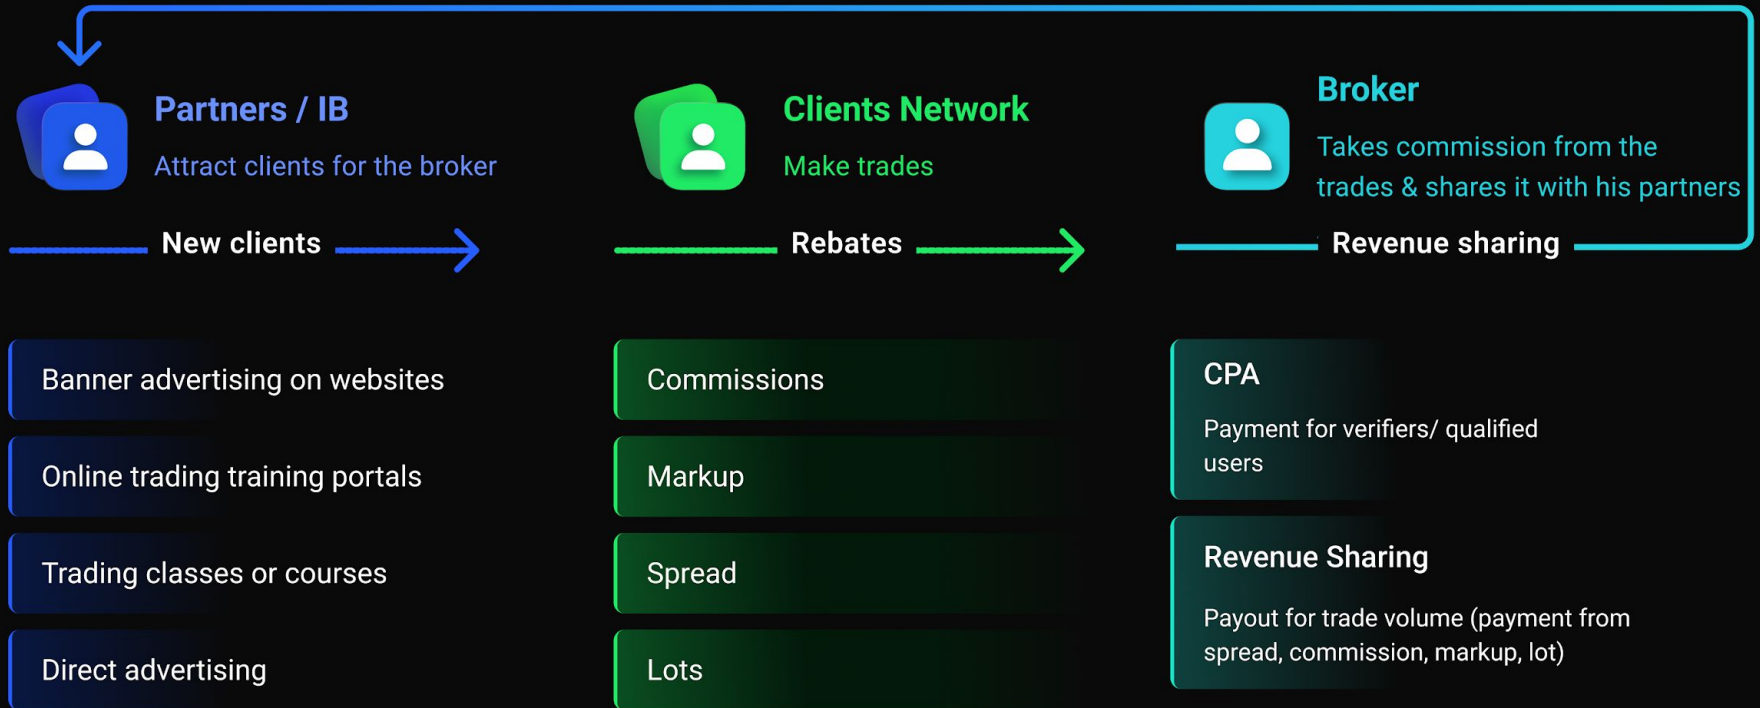 Partners / IB
Attract clients for the broker
New clients
Banner advertising on websites
Online trading training portals
Trading classes or courses
Direct advertising
Clients Network
Make trades
Rebates
Commissions
Markup
Spread
Lots
Broker
Takes commission from the
trades & shares it with his partners
Revenue sharing
CPA
Payment for verifiers/ qualified
users
Revenue Sharing
Payout for trade volume (payment from
spread, commission, markup, lot)